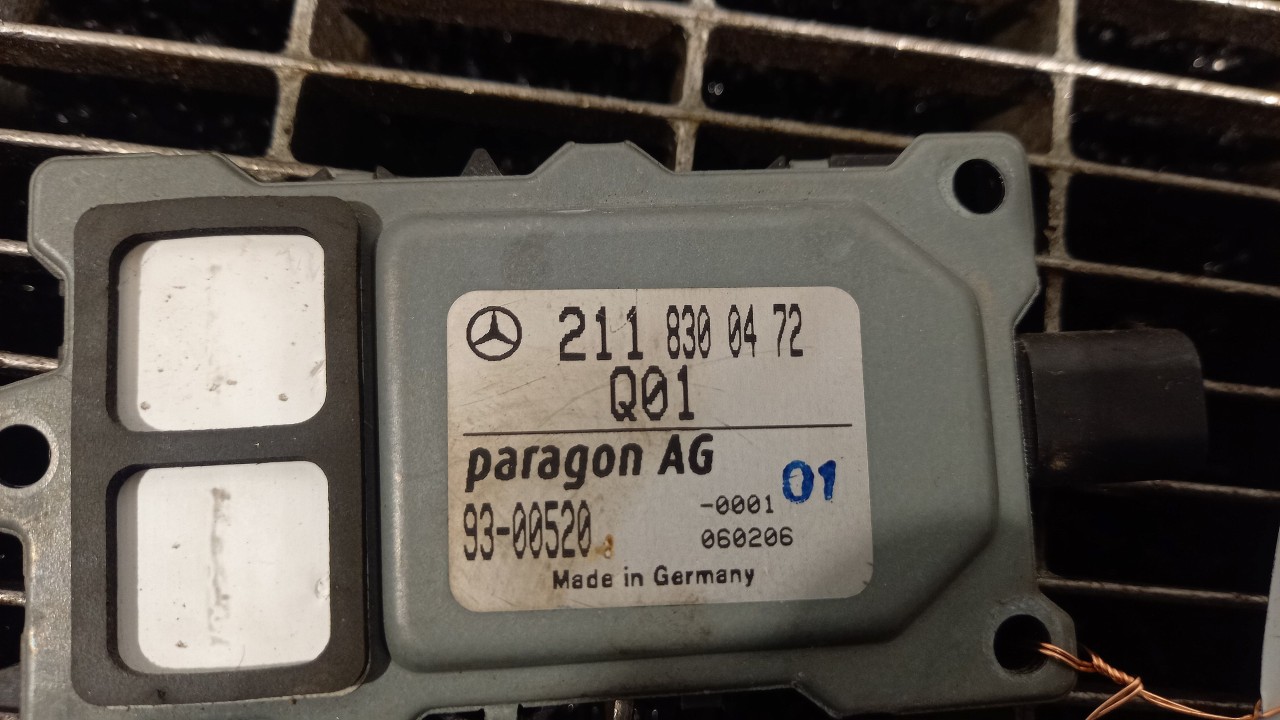 211 830 04 72
Q01
paragon AG
01
93-00520
-0001
060206
Made in Germany